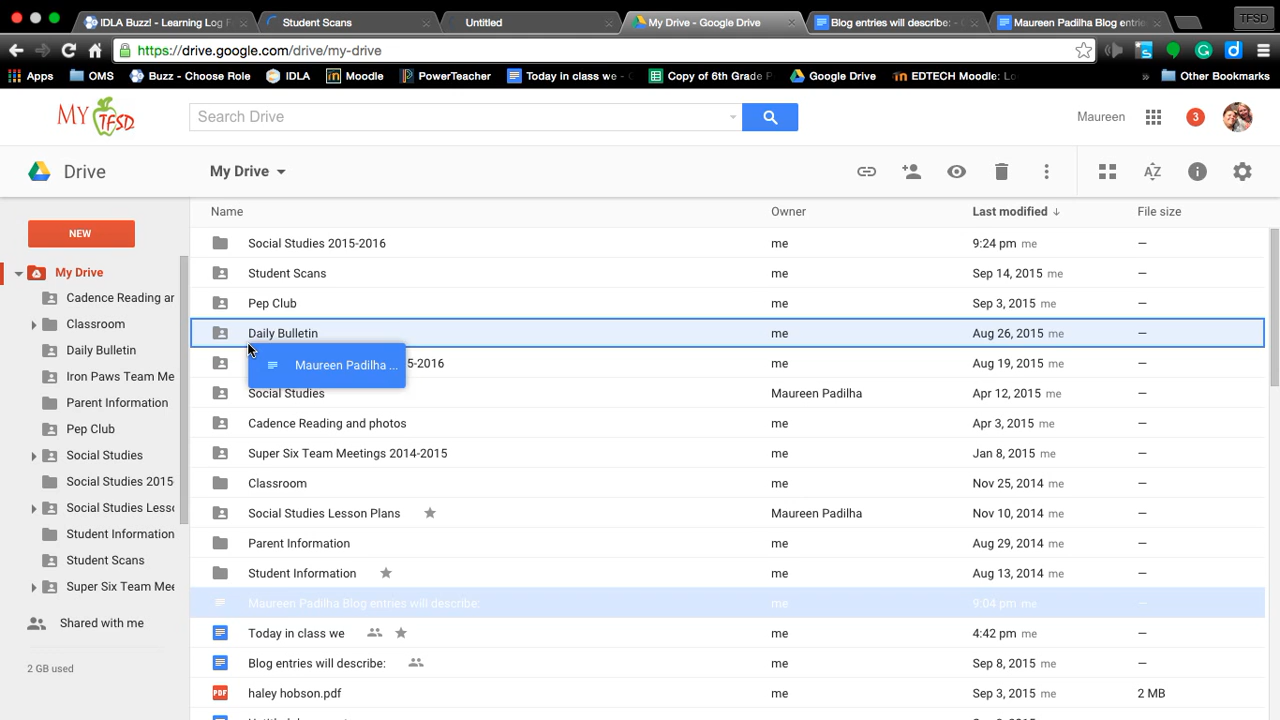 IDLA Buzz! - Learning Log F
Student Scans
Untitled
My Drive - Google Drive
Blog entries will describe: -
Maureen Padilha Blog entrie
TFSD
https://drive.google.com/drive/my-drive
Apps
OMS
Buzz - Choose Role
IDLA
Moodle
PowerTeacher
Today in class we -
Copy of 6th Grade P
Google Drive
EDTECH Moodle: Lo
»
Other Bookmarks
MY TFSD
Search Drive
Maureen
3
Drive
My Drive
AZ
Name Owner Last modified ↓ File size
NEW
My Drive
Cadence Reading ar
Classroom
Daily Bulletin
Iron Paws Team Me
Parent Information
Pep Club
Social Studies
Social Studies 2015
Social Studies Lesso
Student Information
Student Scans
Super Six Team Mee
Shared with me
2 GB used
Social Studies 2015-2016 me 9:24 pm me —
Student Scans me Sep 14, 2015 me —
Pep Club me Sep 3, 2015 me —
Daily Bulletin me Aug 26, 2015 me —
Maureen Padilha ...
5-2016 me Aug 19, 2015 me —
Social Studies Maureen Padilha Apr 12, 2015 me —
Cadence Reading and photos me Apr 3, 2015 me —
Super Six Team Meetings 2014-2015 me Jan 8, 2015 me —
Classroom me Nov 25, 2014 me —
Social Studies Lesson Plans Maureen Padilha Nov 10, 2014 me —
Parent Information me Aug 29, 2014 me —
Student Information me Aug 13, 2014 me —
Maureen Padilha Blog entries will describe: me 9:04 pm me —
Today in class we me 4:42 pm me —
Blog entries will describe: me Sep 8, 2015 me —
PDF haley hobson.pdf me Sep 3, 2015 me 2 MB